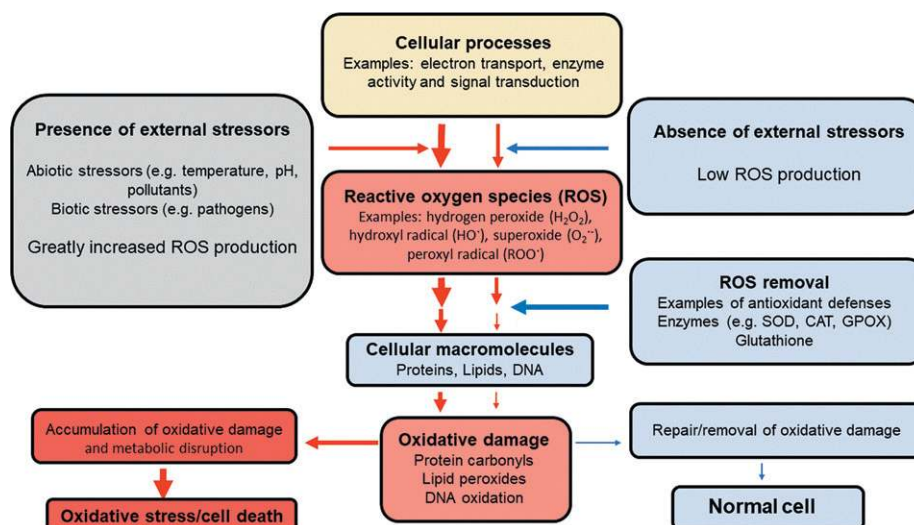 Cellular processes
Examples: electron transport, enzyme
activity and signal transduction
Presence of external stressors
Abiotic stressors (e.g. temperature, pH,
pollutants)
Biotic stressors (e.g. pathogens)
Greatly increased ROS production
Absence of external stressors
Low ROS production
Reactive oxygen species (ROS)
Examples: hydrogen peroxide (H₂O₂),
hydroxyl radical (HO˙), superoxide (O₂˙⁻),
peroxyl radical (ROO˙)
ROS removal
Examples of antioxidant defenses
Enzymes (e.g. SOD, CAT, GPOX)
Glutathione
Cellular macromolecules
Proteins, Lipids, DNA
Accumulation of oxidative damage
and metabolic disruption
Oxidative damage
Protein carbonyls
Lipid peroxides
DNA oxidation
Repair/removal of oxidative damage
Oxidative stress/cell death
Normal cell